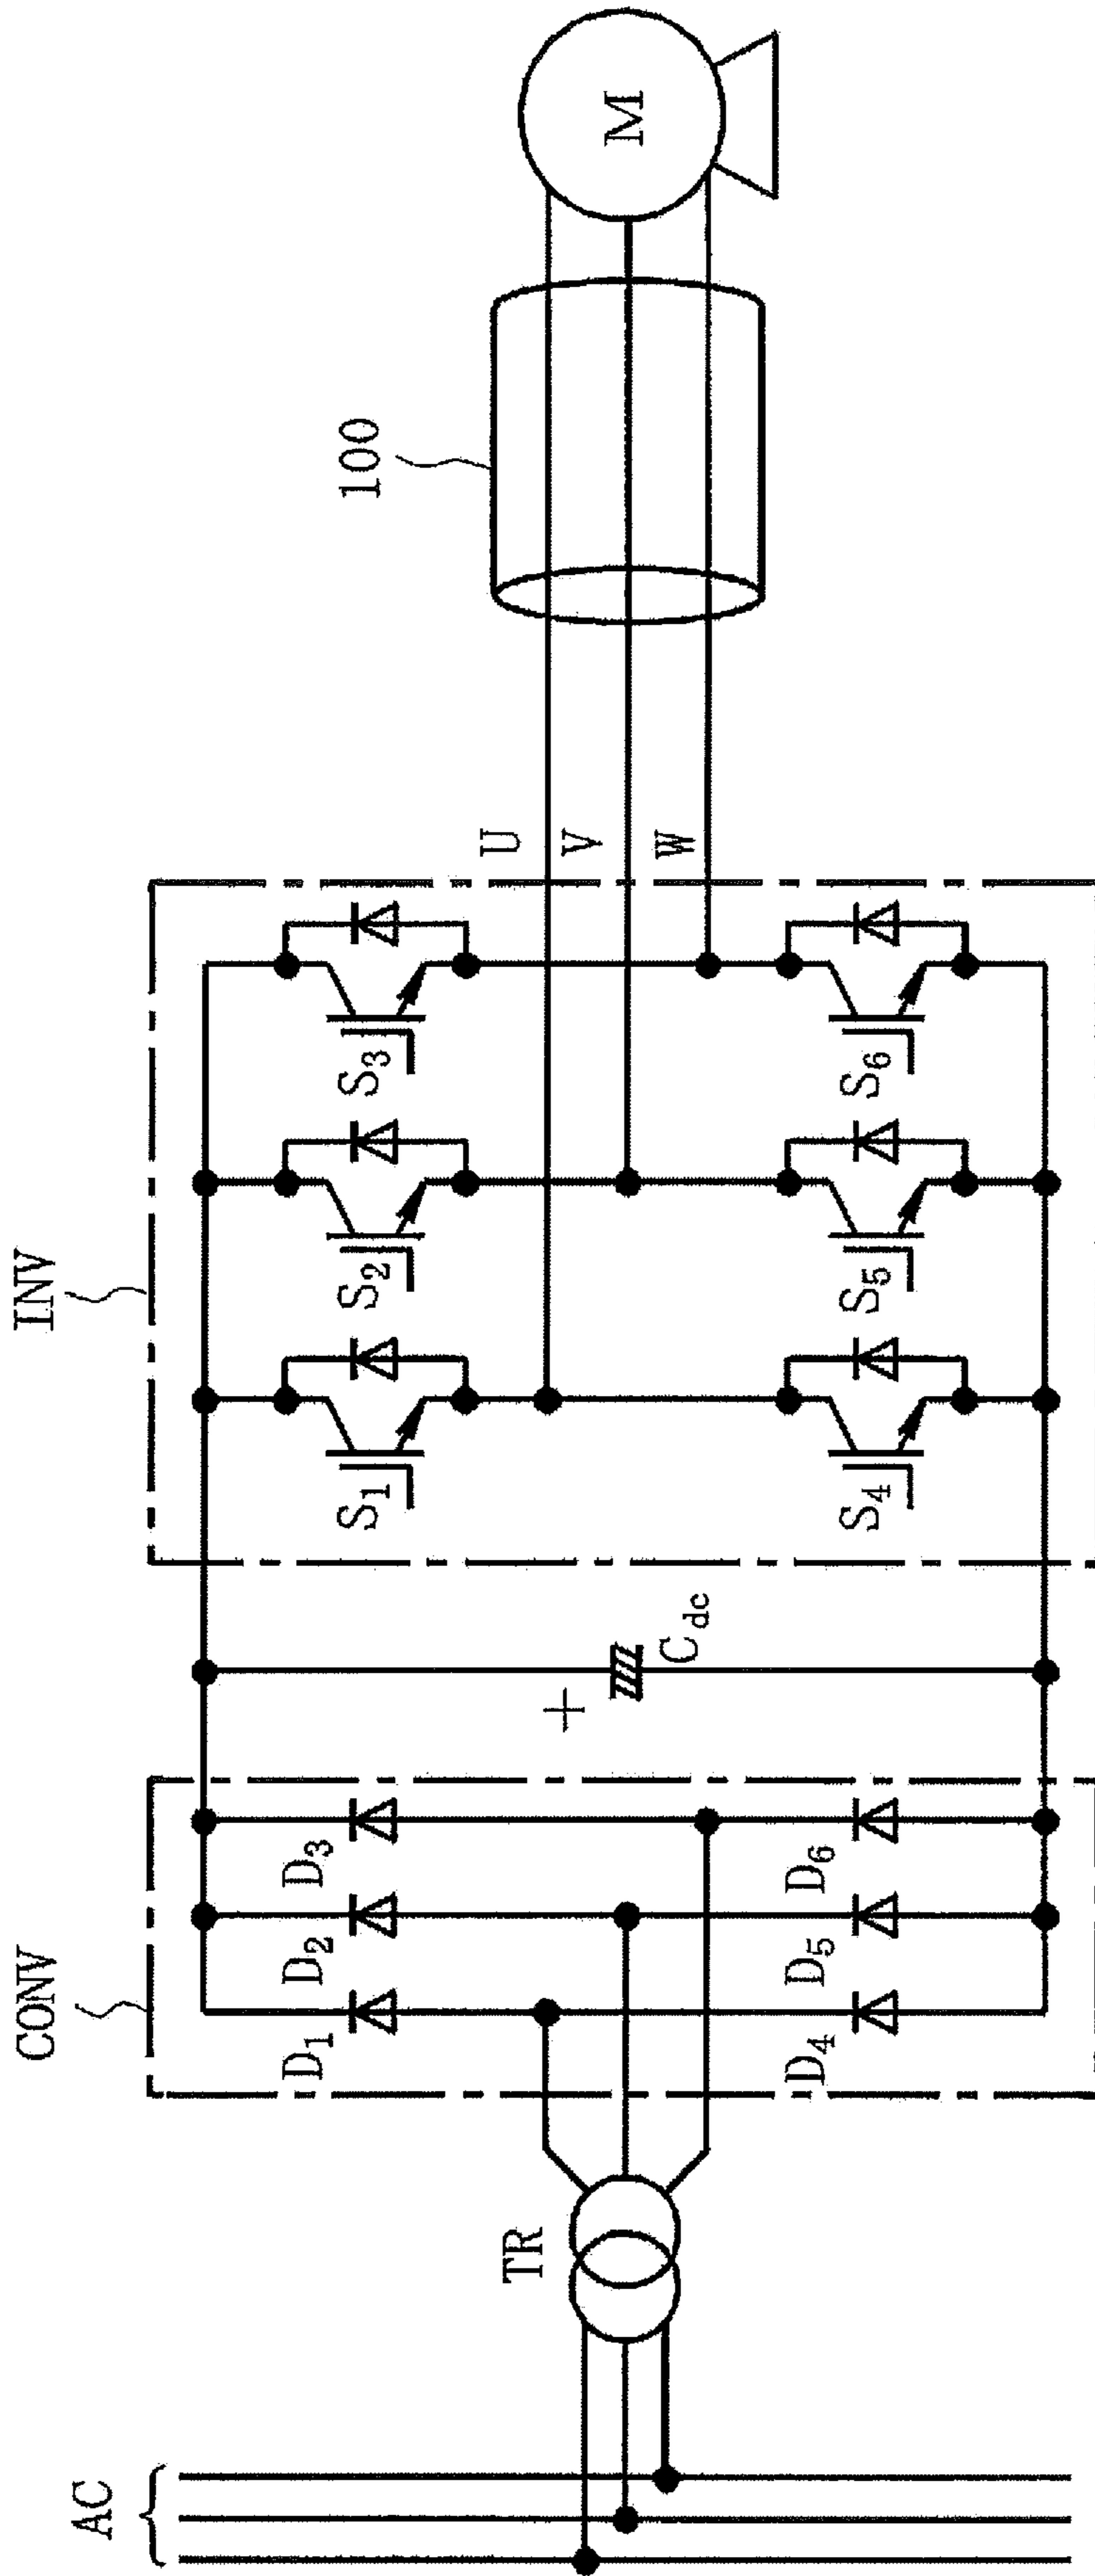 AC
TR
CONV
D1
D2
D3
D4
D5
D6
+
Cdc
INV
S1
S2
S3
S4
S5
S6
U
V
W
100
M